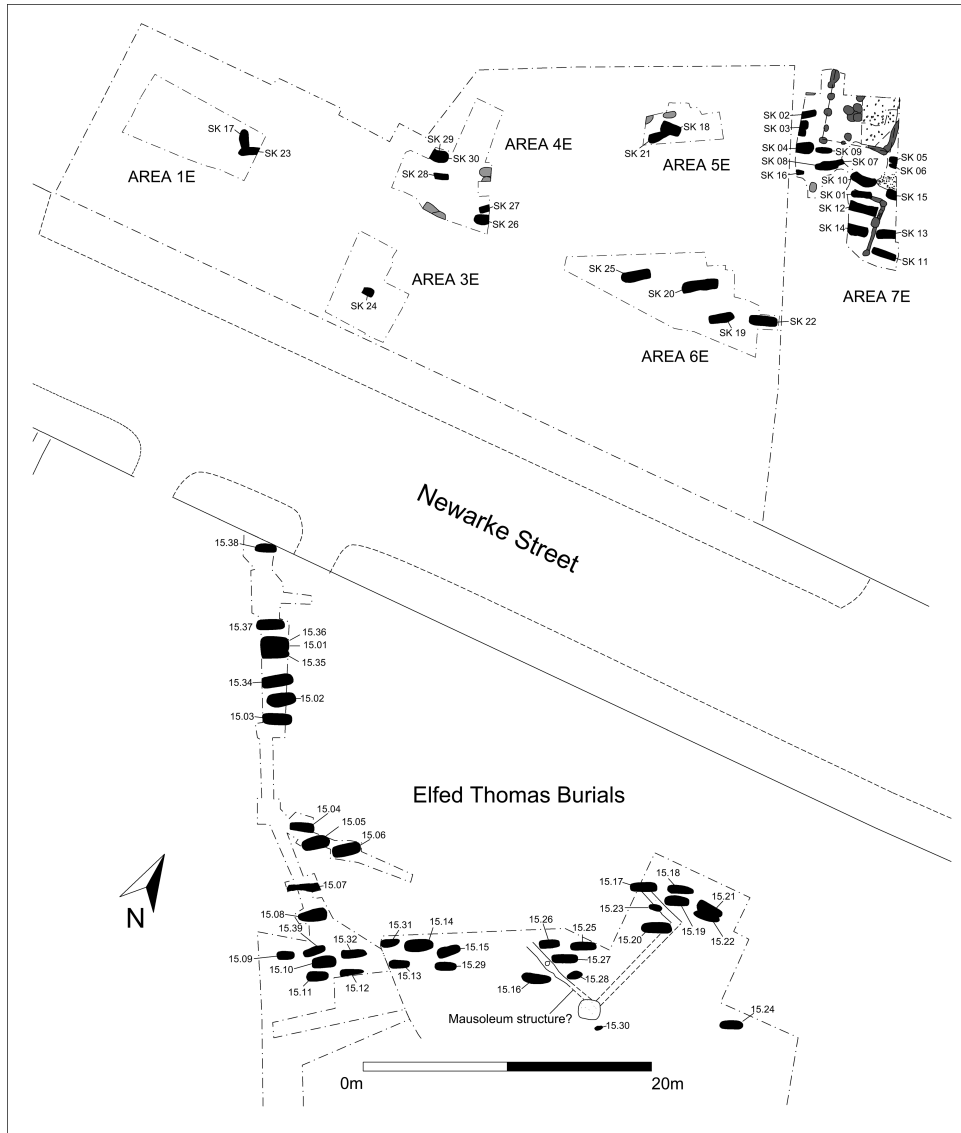 SK 17
SK 23
AREA 1E
SK 29
SK 30
SK 28
SK 27
SK 26
AREA 4E
SK 24
AREA 3E
SK 18
SK 21
AREA 5E
SK 25
SK 20
SK 19
SK 22
AREA 6E
SK 02
SK 03
SK 04
SK 09
SK 08
SK 07
SK 05
SK 06
SK 16
SK 10
SK 01
SK 15
SK 12
SK 14
SK 13
SK 11
AREA 7E
Newarke Street
15.38
15.37
15.36
15.01
15.35
15.34
15.02
15.03
Elfed Thomas Burials
15.04
15.05
15.06
N
15.07
15.08
15.39
15.09
15.10
15.11
15.32
15.12
15.31
15.14
15.13
15.15
15.29
15.26
15.25
15.27
15.16
15.28
15.17
15.18
15.23
15.21
15.19
15.20
15.22
15.24
Mausoleum structure?
15.30
0m
20m